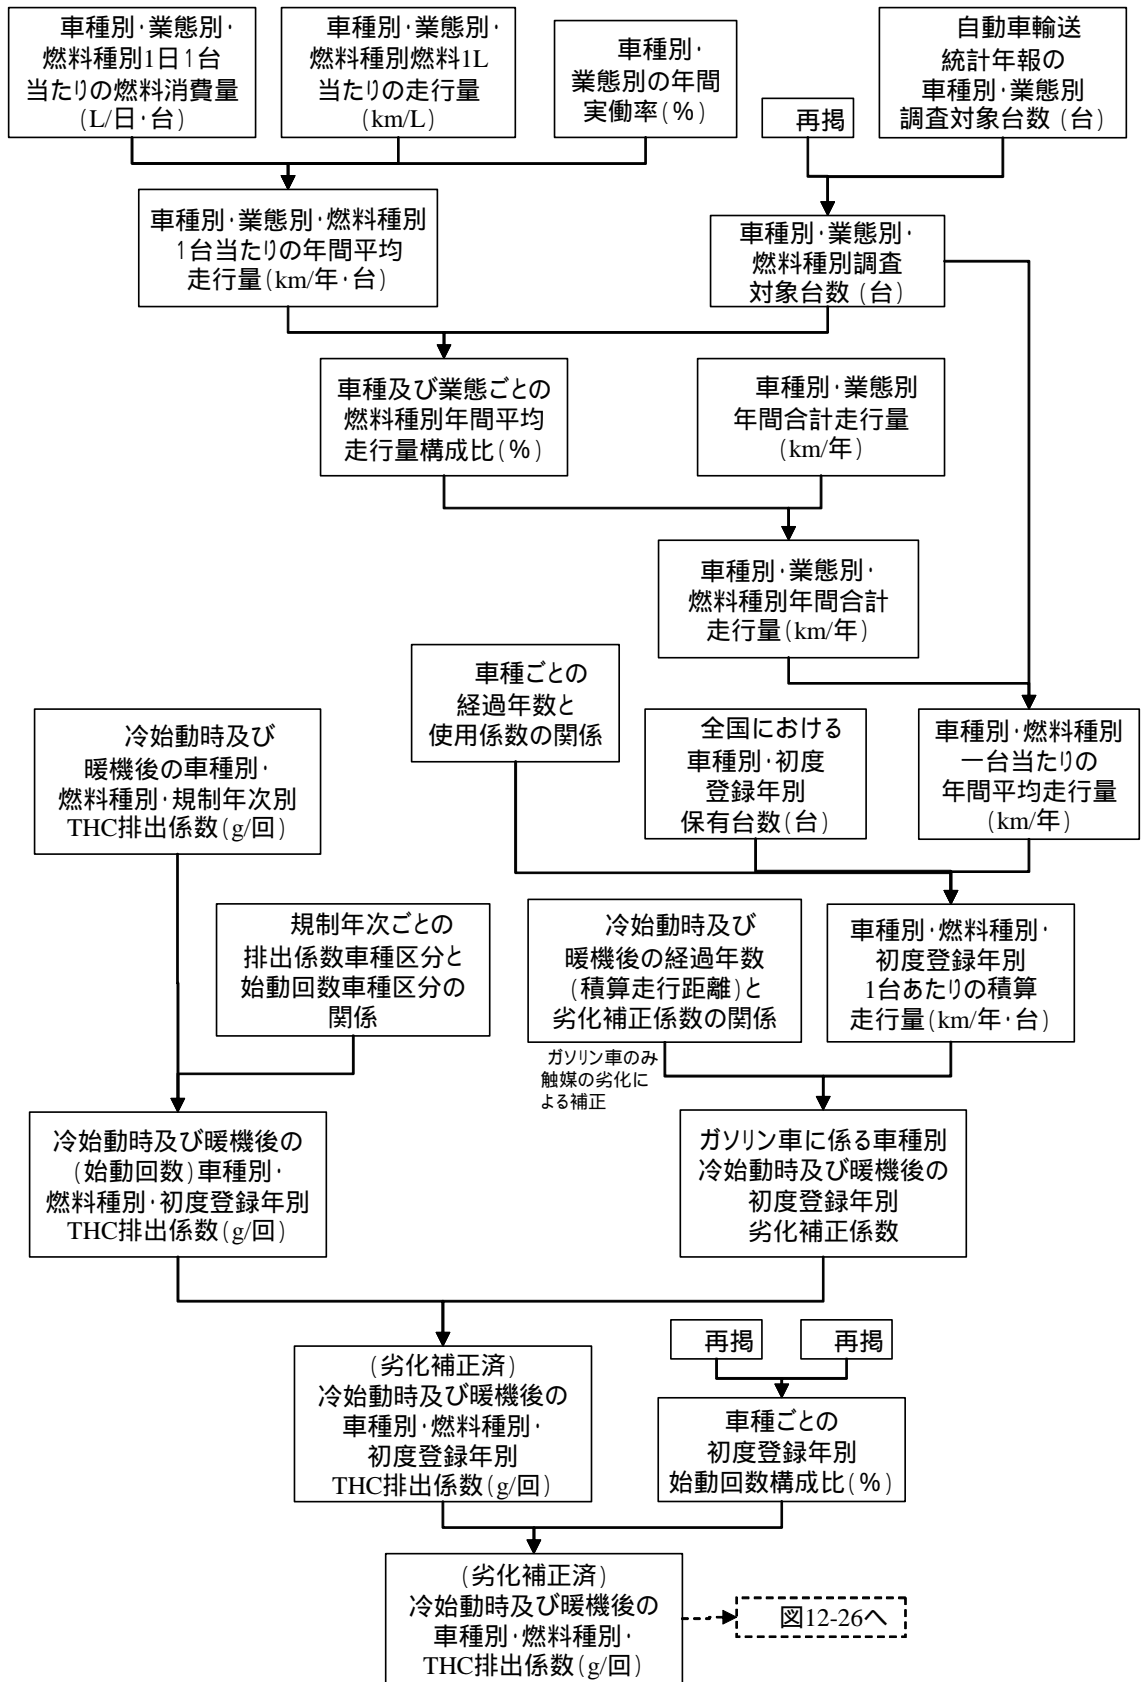 車種別・業態別・
燃料種別1日1台
当たりの燃料消費量
(L/日・台)
車種別・業態別・
燃料種別燃料1L
当たりの走行量
(km/L)
車種別・
業態別の年間
実働率(%)
再掲
自動車輸送
統計年報の
車種別・業態別
調査対象台数(台)
車種別・業態別・燃料種別
1台当たりの年間平均
走行量(km/年・台)
車種別・業態別・
燃料種別調査
対象台数(台)
車種及び業態ごとの
燃料種別年間平均
走行量構成比(%)
車種別・業態別
年間合計走行量
(km/年)
車種別・業態別・
燃料種別年間合計
走行量(km/年)
車種ごとの
経過年数と
使用係数の関係
冷始動時及び
暖機後の車種別・
燃料種別・規制年次別
THC排出係数(g/回)
全国における
車種別・初度
登録年別
保有台数(台)
車種別・燃料種別
一台当たりの
年間平均走行量
(km/年)
規制年次ごとの
排出係数車種区分と
始動回数車種区分の
関係
冷始動時及び
暖機後の経過年数
(積算走行距離)と
劣化補正係数の関係
車種別・燃料種別・
初度登録年別
1台あたりの積算
走行量(km/年・台)
ガソリン車のみ
触媒の劣化に
よる補正
冷始動時及び暖機後の
(始動回数)車種別・
燃料種別・初度登録年別
THC排出係数(g/回)
ガソリン車に係る車種別
冷始動時及び暖機後の
初度登録年別
劣化補正係数
(劣化補正済)
冷始動時及び暖機後の
車種別・燃料種別・
初度登録年別
THC排出係数(g/回)
再掲
再掲
車種ごとの
初度登録年別
始動回数構成比(%)
(劣化補正済)
冷始動時及び暖機後の
車種別・燃料種別・
THC排出係数(g/回)
図12-26へ